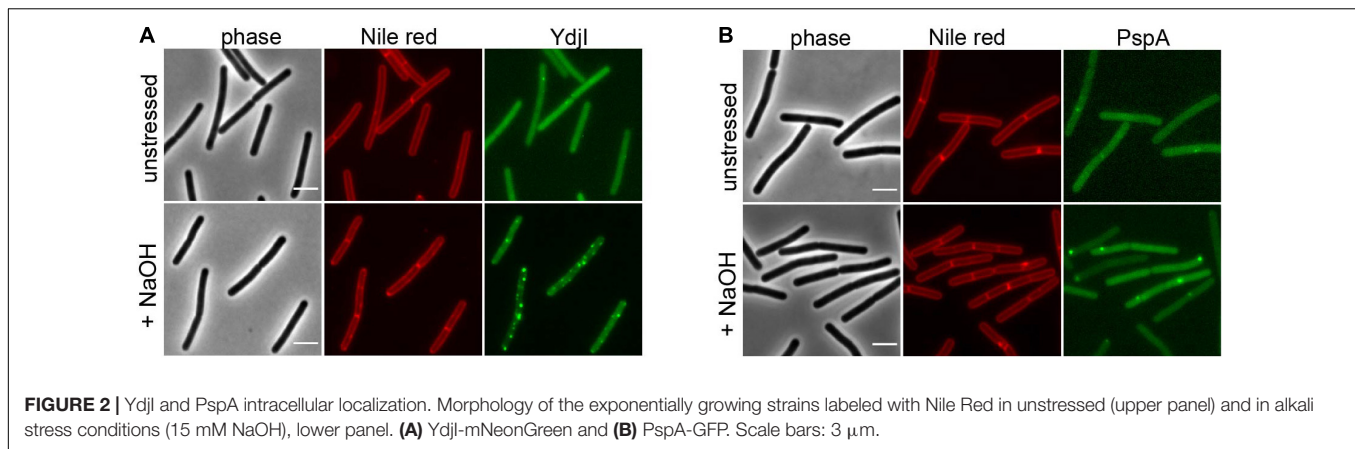 A
phase Nile red YdjI
unstressed
+ NaOH
B
phase Nile red PspA
unstressed
+ NaOH
FIGURE 2 | YdjI and PspA intracellular localization. Morphology of the exponentially growing strains labeled with Nile Red in unstressed (upper panel) and in alkali
stress conditions (15 mM NaOH), lower panel. (A) YdjI-mNeonGreen and (B) PspA-GFP. Scale bars: 3 μm.